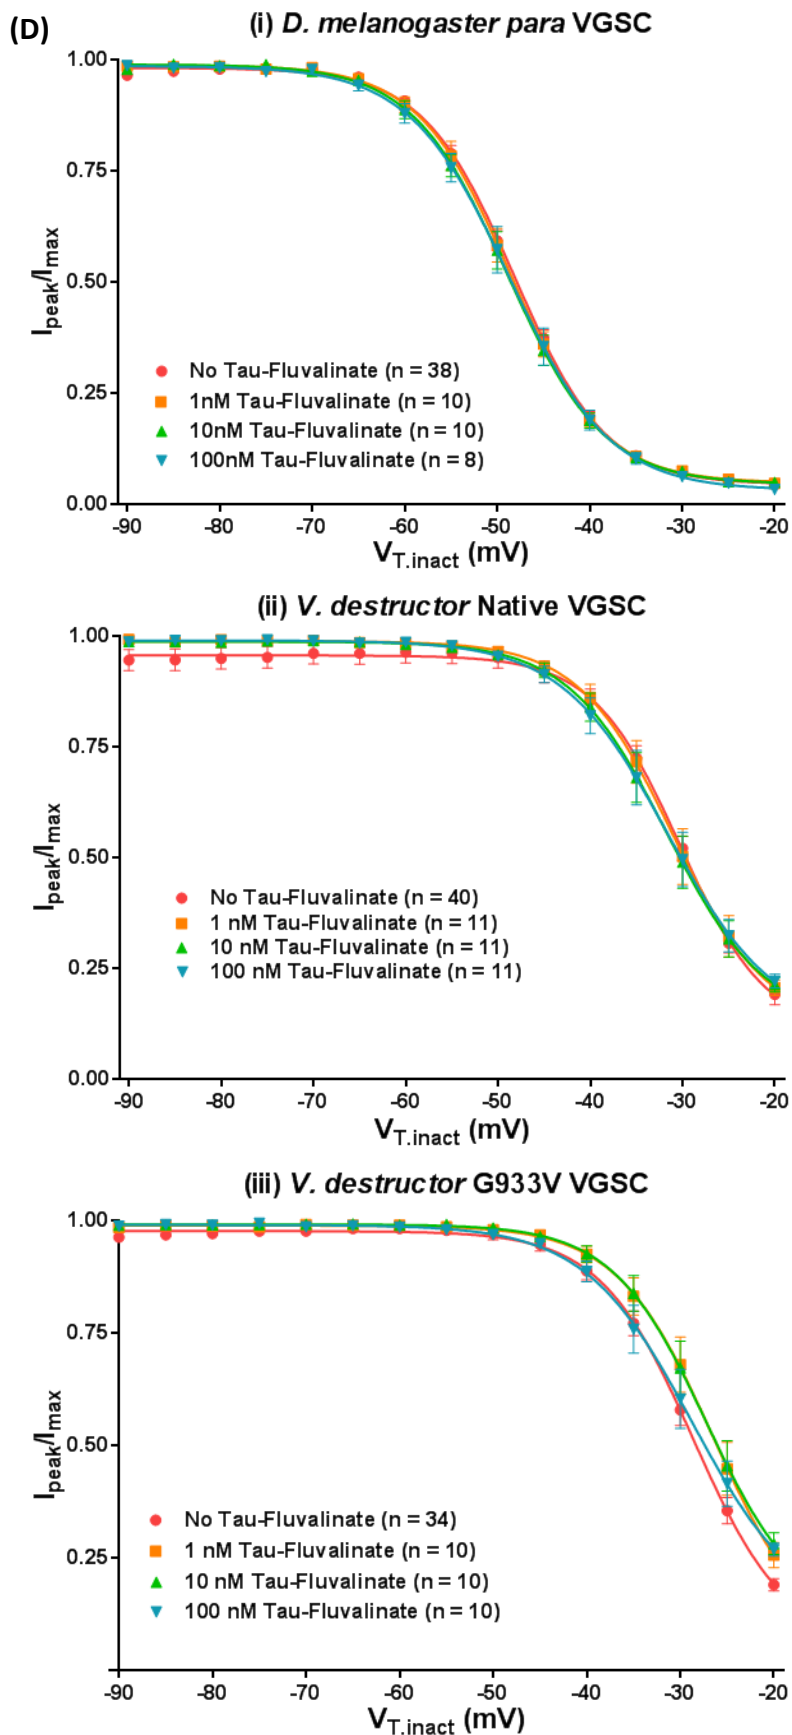 (D)
(i) D. melanogaster para VGSC
1.00
0.75
0.50
0.25
0.00
Ipeak/Imax
No Tau-Fluvalinate (n = 38)
1nM Tau-Fluvalinate (n = 10)
10nM Tau-Fluvalinate (n = 10)
100nM Tau-Fluvalinate (n = 8)
-90 -80 -70 -60 -50 -40 -30 -20
VT.inact (mV)
(ii) V. destructor Native VGSC
1.00
0.75
0.50
0.25
0.00
Ipeak/Imax
No Tau-Fluvalinate (n = 40)
1 nM Tau-Fluvalinate (n = 11)
10 nM Tau-Fluvalinate (n = 11)
100 nM Tau-Fluvalinate (n = 11)
-90 -80 -70 -60 -50 -40 -30 -20
VT.inact (mV)
(iii) V. destructor G933V VGSC
1.00
0.75
0.50
0.25
Ipeak/Imax
No Tau-Fluvalinate (n = 34)
1 nM Tau-Fluvalinate (n = 10)
10 nM Tau-Fluvalinate (n = 10)
100 nM Tau-Fluvalinate (n = 10)
-90 -80 -70 -60 -50 -40 -30 -20
VT.inact (mV)